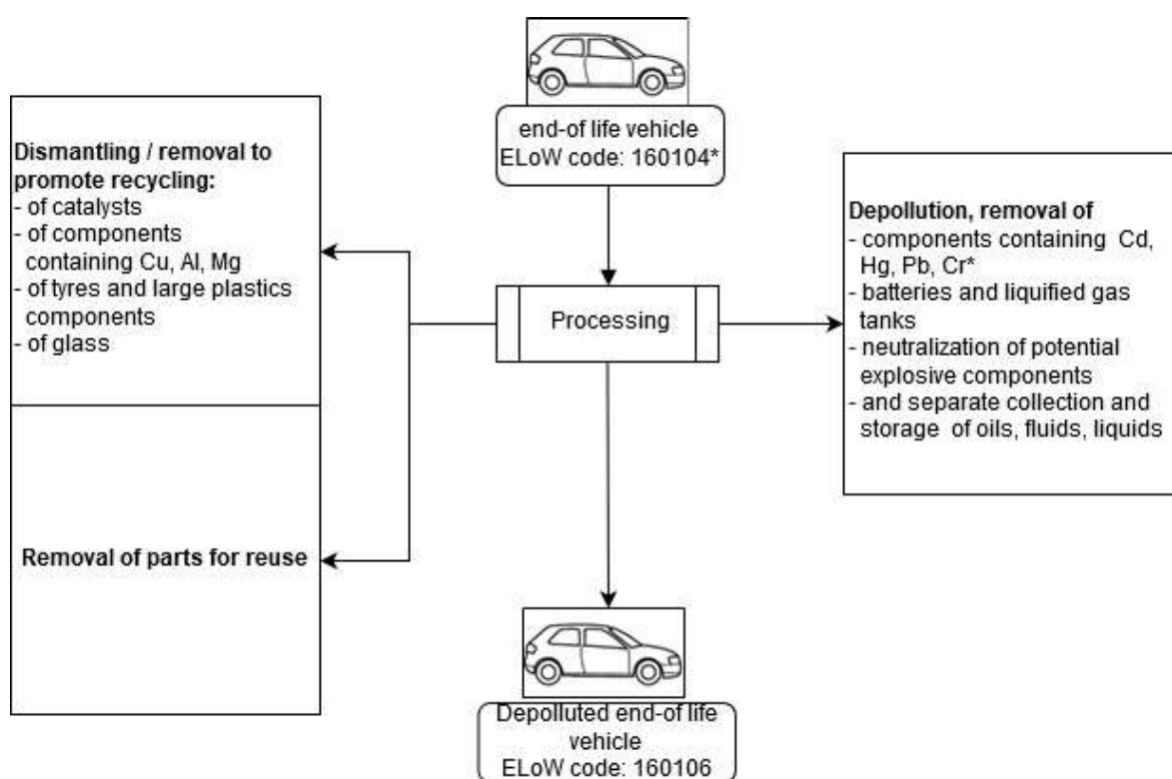 end-of life vehicle
ELoW code: 160104*
Dismantling / removal to
promote recycling:
- of catalysts
- of components
containing Cu, Al, Mg
- of tyres and large plastics
components
- of glass
Removal of parts for reuse
Processing
Depollution, removal of
- components containing Cd,
Hg, Pb, Cr*
- batteries and liquified gas
tanks
- neutralization of potential
explosive components
- and separate collection and
storage of oils, fluids, liquids
Depolluted end-of life
vehicle
ELoW code: 160106